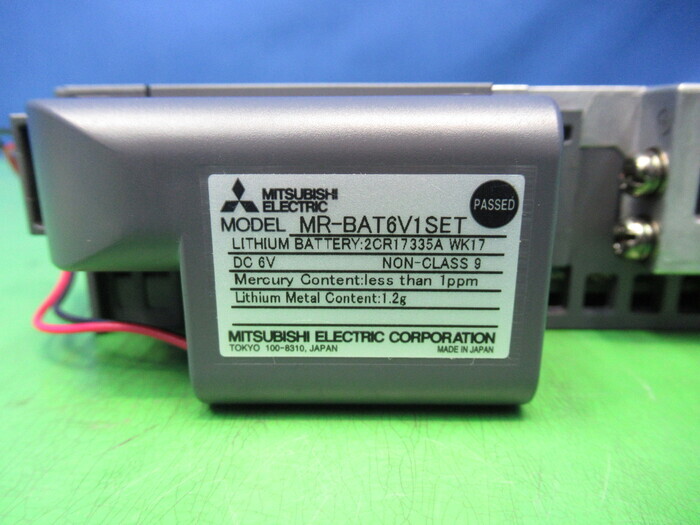 MITSUBISHI
ELECTRIC
PASSED
MODEL MR-BAT6V1SET
LITHIUM BATTERY:2CR17335A WK17
DC 6V NON-CLASS 9
Mercury Content:less than 1ppm
Lithium Metal Content:1.2g
MITSUBISHI ELECTRIC CORPORATION
TOKYO 100-8310, JAPAN MADE IN JAPAN